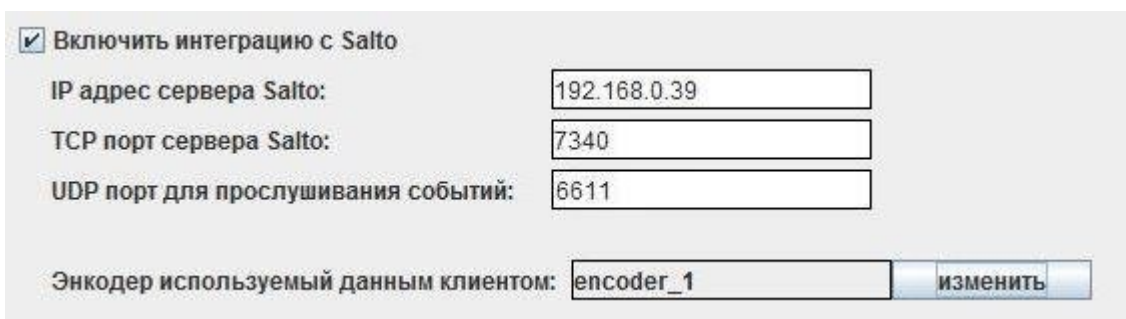 Включить интеграцию с Salto
IP адрес сервера Salto: 192.168.0.39
TCP порт сервера Salto: 7340
UDP порт для прослушивания событий: 6611
Энкодер используемый данным клиентом: encoder_1 изменить